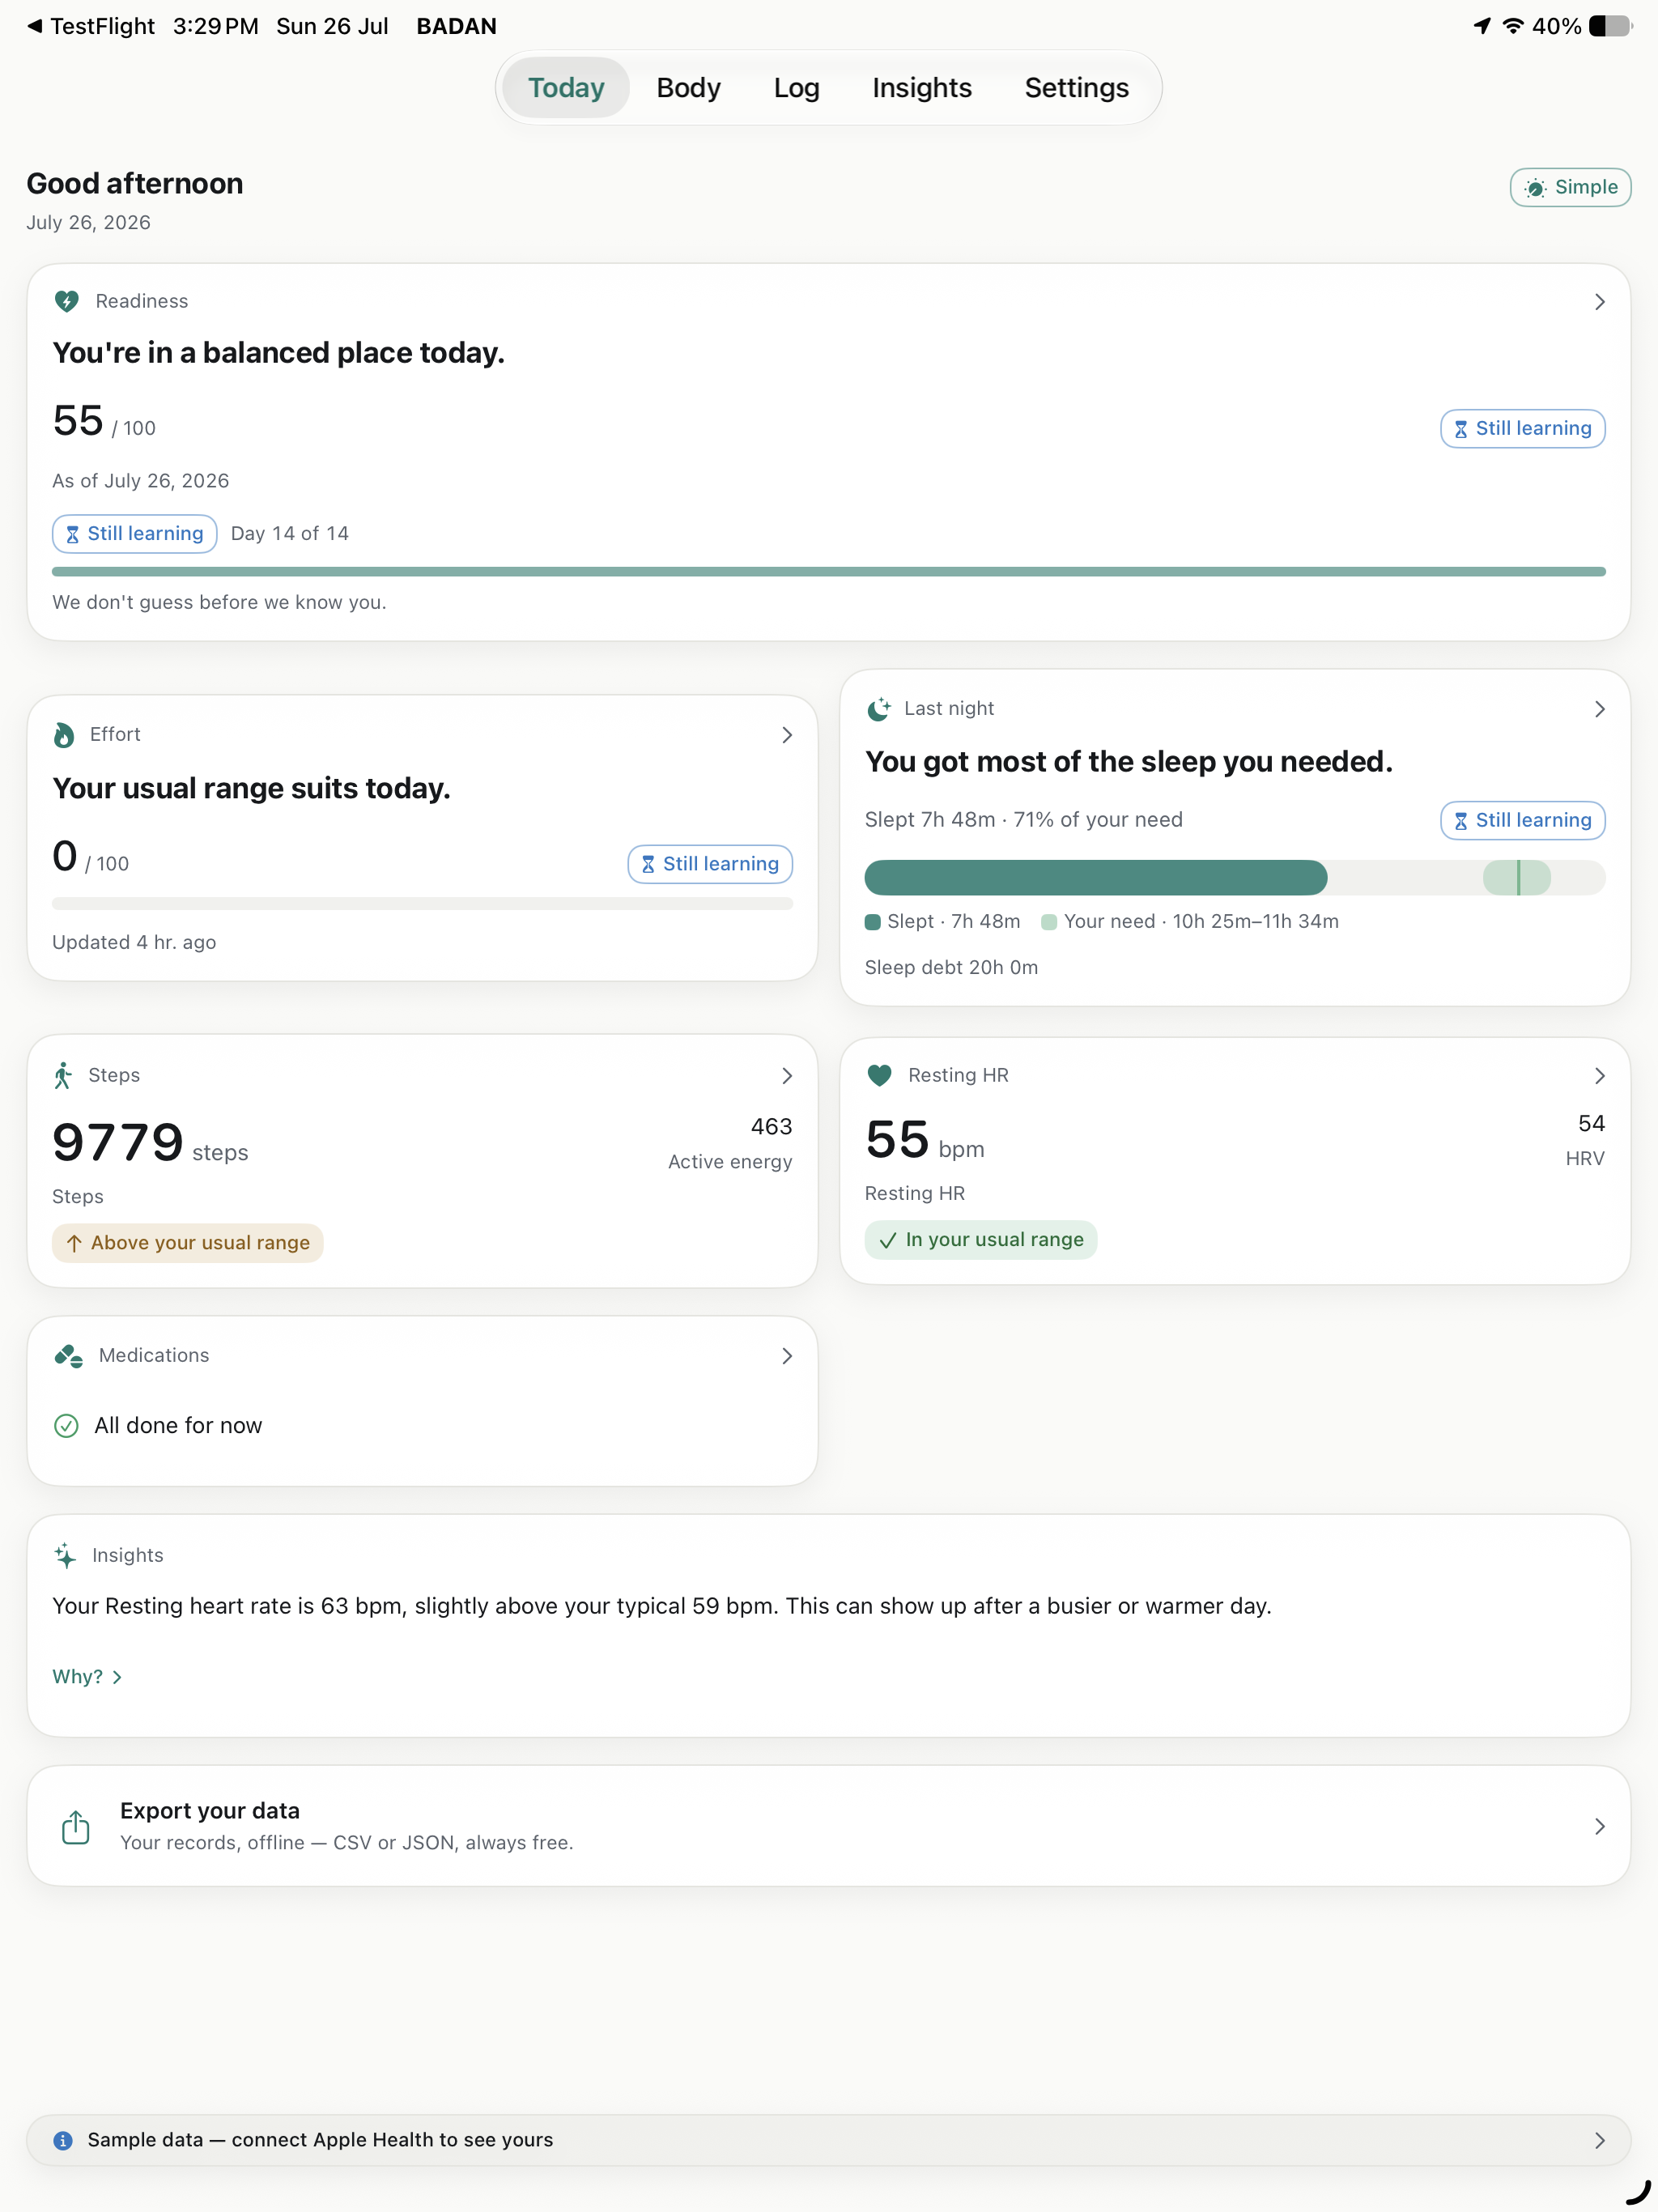 TestFlight 3:29 PM Sun 26 Jul BADAN 40%
Today Body Log Insights Settings
Good afternoon
July 26, 2026
Simple
Readiness
You're in a balanced place today.
55 / 100
Still learning
As of July 26, 2026
Still learning Day 14 of 14
We don't guess before we know you.
Effort
Your usual range suits today.
0 / 100
Still learning
Updated 4 hr. ago
Last night
You got most of the sleep you needed.
Slept 7h 48m · 71% of your need
Still learning
Slept · 7h 48m Your need · 10h 25m–11h 34m
Sleep debt 20h 0m
Steps
9779 steps
463
Active energy
Steps
Above your usual range
Resting HR
55 bpm
54
HRV
Resting HR
In your usual range
Medications
All done for now
Insights
Your Resting heart rate is 63 bpm, slightly above your typical 59 bpm. This can show up after a busier or warmer day.
Why?
Export your data
Your records, offline — CSV or JSON, always free.
Sample data — connect Apple Health to see yours